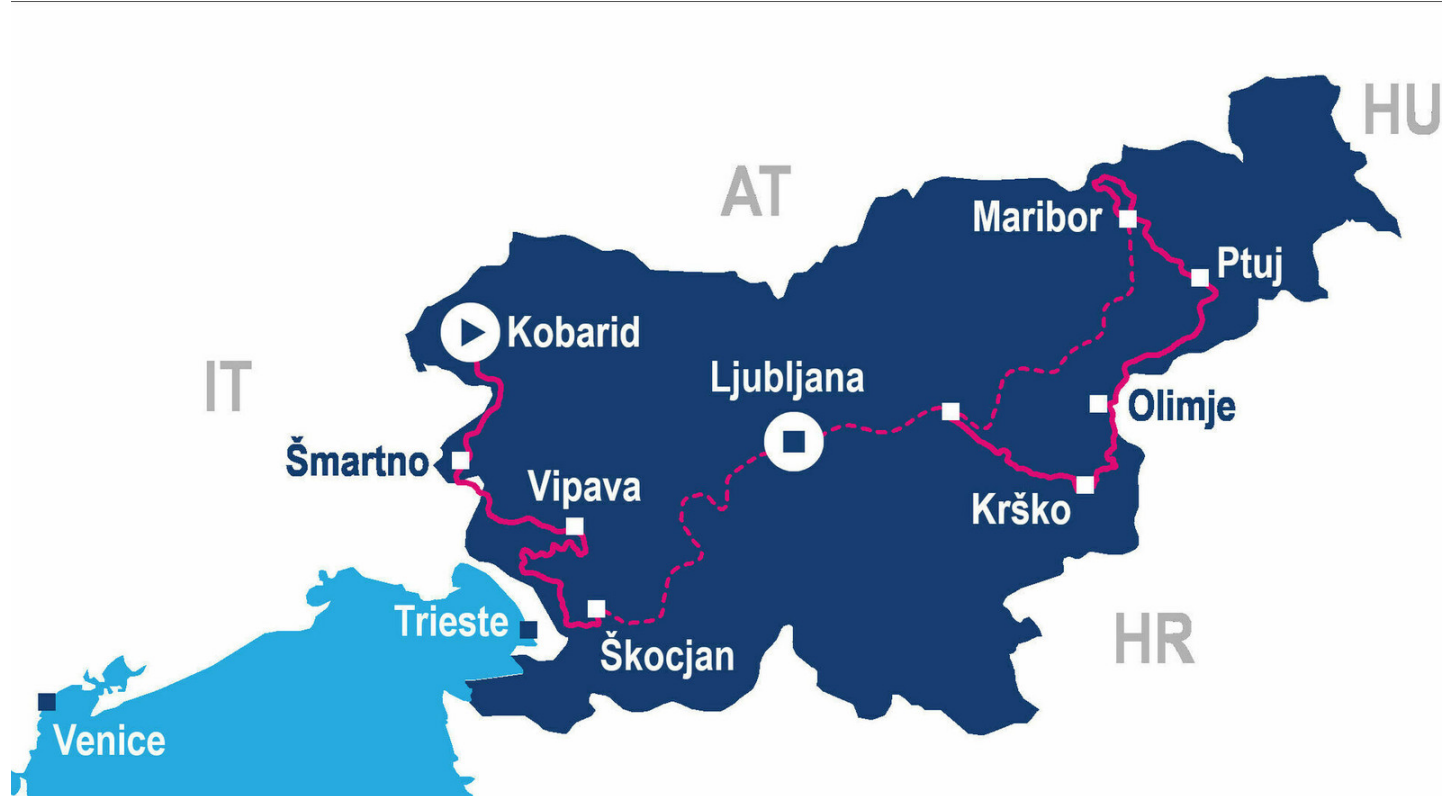 HU
AT
Maribor
Ptuj
Kobarid
IT
Ljubljana
Olimje
Šmartno
Vipava
Krško
Trieste
HR
Škocjan
Venice